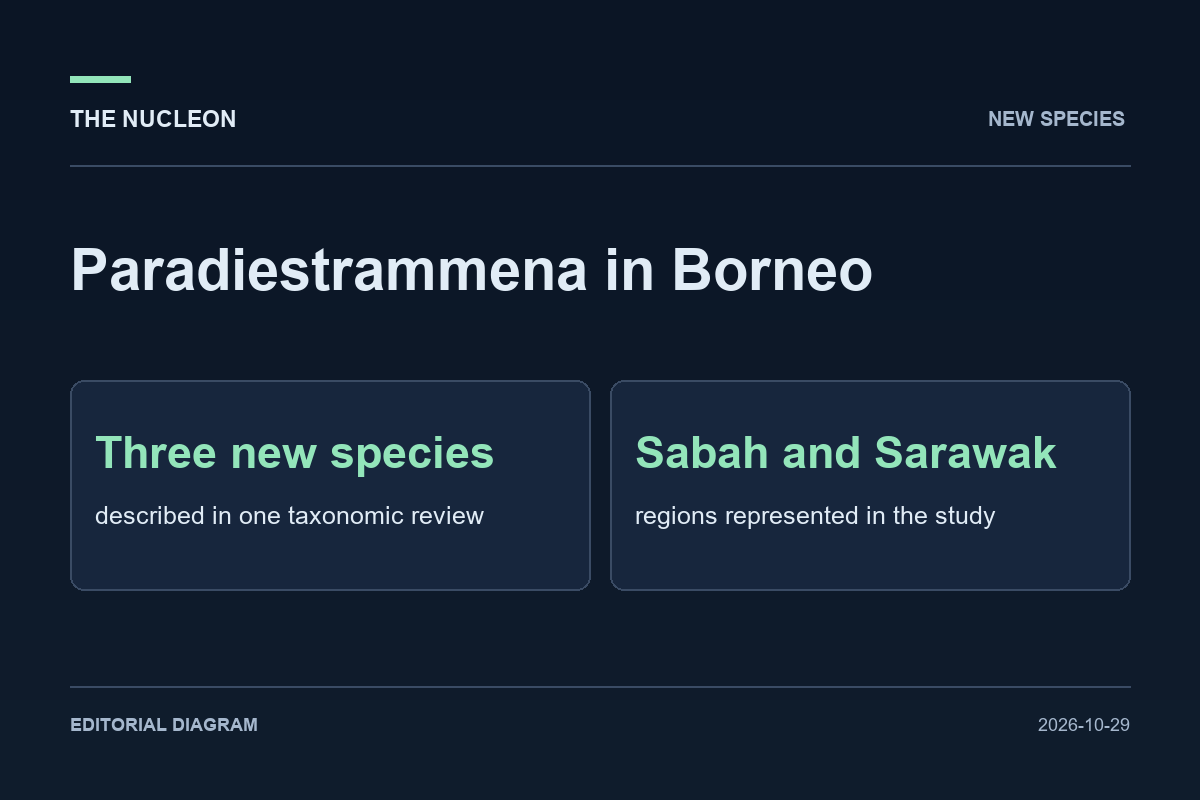 THE NUCLEON
NEW SPECIES
Paradiestrammena in Borneo
Three new species
described in one taxonomic review
Sabah and Sarawak
regions represented in the study
EDITORIAL DIAGRAM
2026-10-29